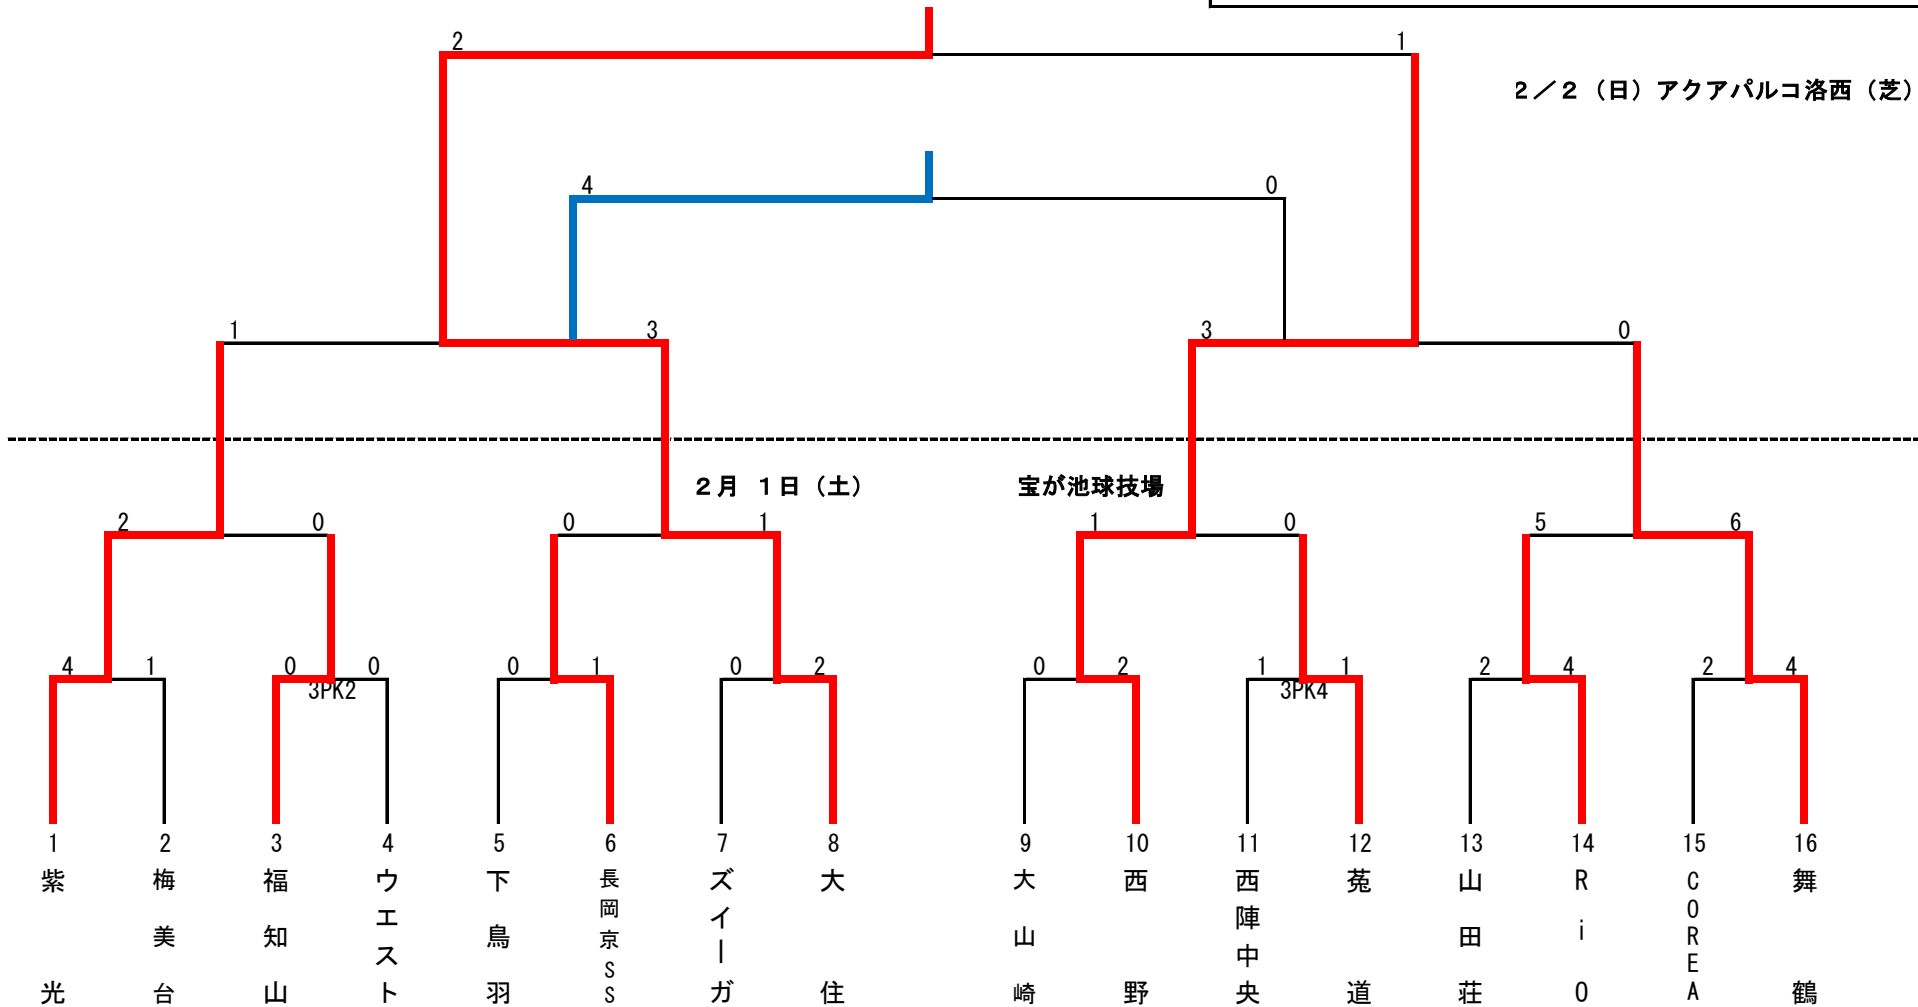 2 1
２／２（日）アクアパルコ洛西（芝）
4 0
1 3 3 0
２月 １日（土） 宝が池球技場
2 0 0 1 1 0 5 6
4 1 0 0 0 1 0 2 0 2 1 1 2 4 2 4
3PK2 3PK4
1 2 3 4 5 6 7 8 9 10 11 12 13 14 15 16
紫光
梅美台
福知山
ウエスト
下鳥羽
長岡京SS
ズイーガ
大住
大山崎
西野
西陣中央
菟道
山田荘
RiO
COREA
舞鶴